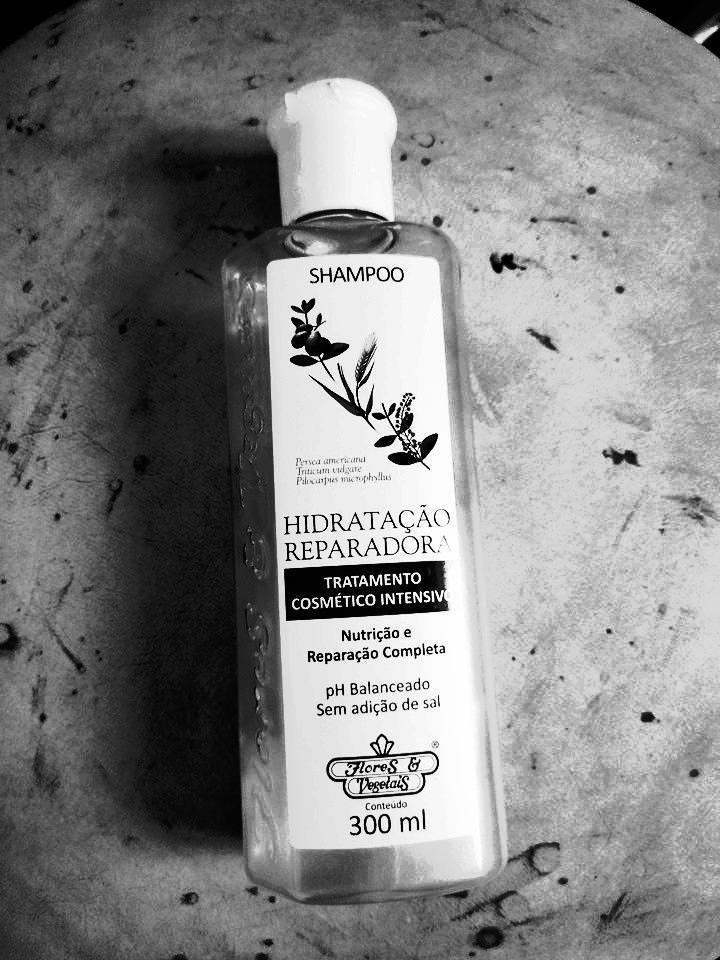 SHAMPOO
Persea americana
Triticum vulgare
Pilocarpus microphyllus
HIDRATAÇÃO
REPARADORA
TRATAMENTO
COSMÉTICO INTENSIVO
Nutrição e
Reparação Completa
pH Balanceado
Sem adição de sal
®
Flores &
Vegetais
Conteúdo
300 ml